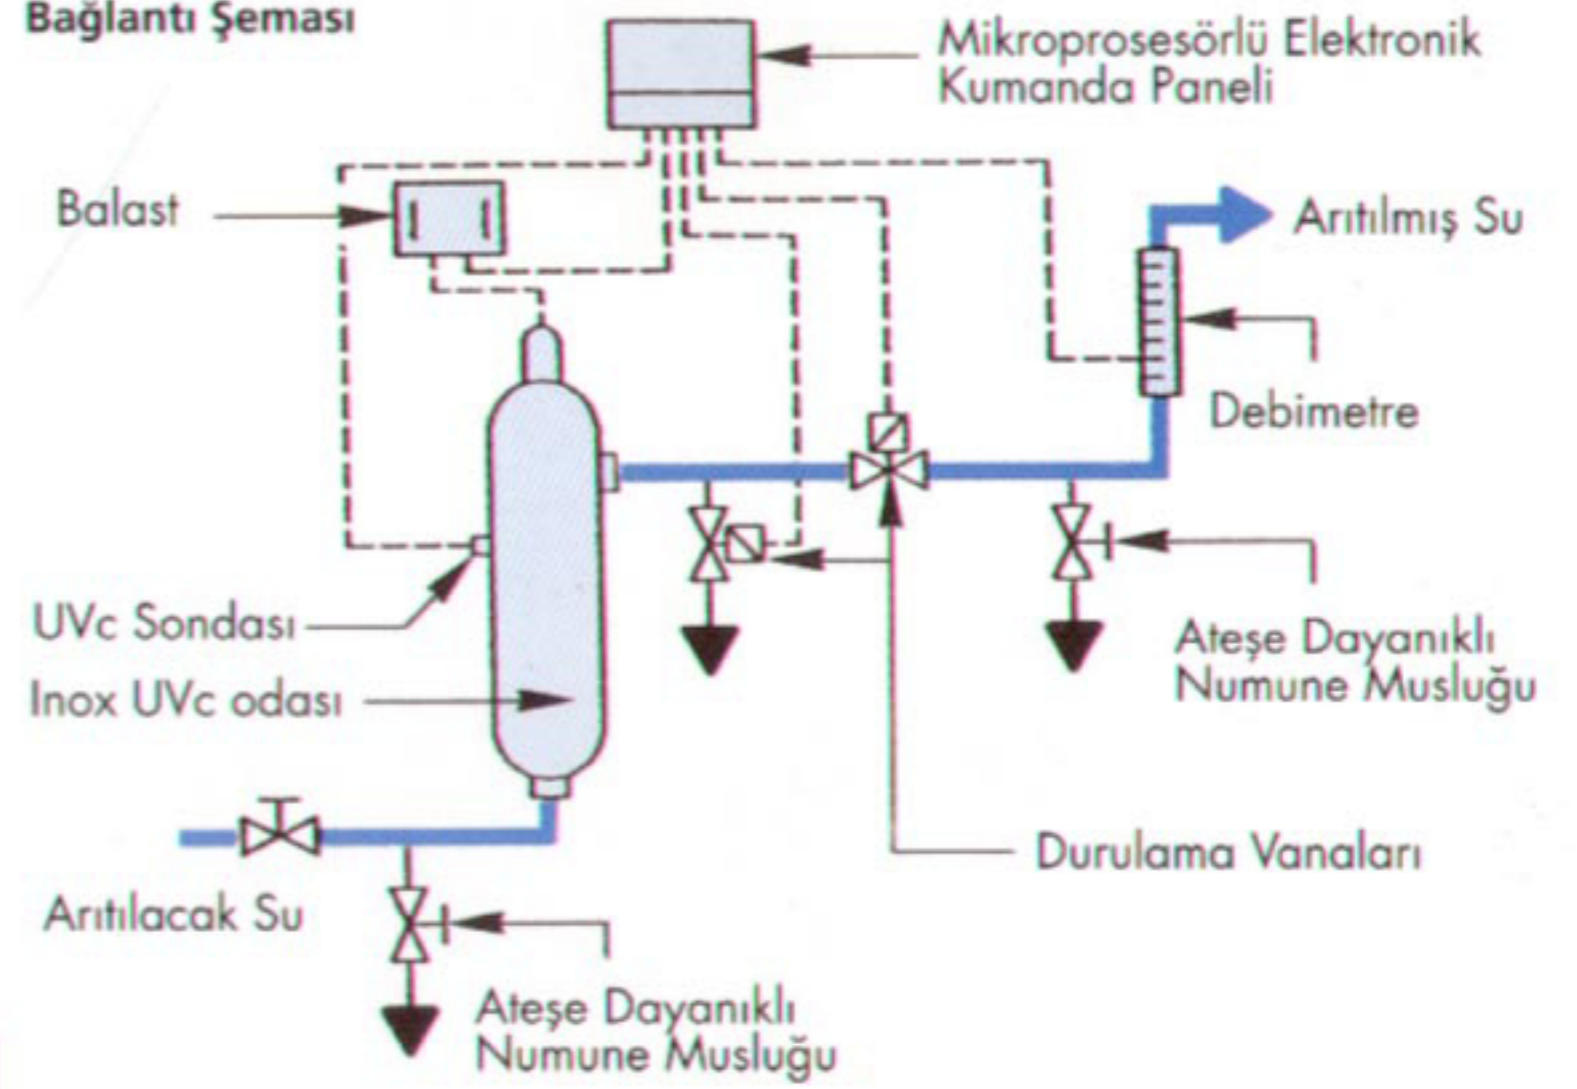 Bağlantı Şeması
Mikroprosesörlü Elektronik
Kumanda Paneli
Balast
Arıtılmış Su
Debimetre
UVc Sondası
Ateşe Dayanıklı
Numune Musluğu
Inox UVc odası
Durulama Vanaları
Arıtılacak Su
Ateşe Dayanıklı
Numune Musluğu